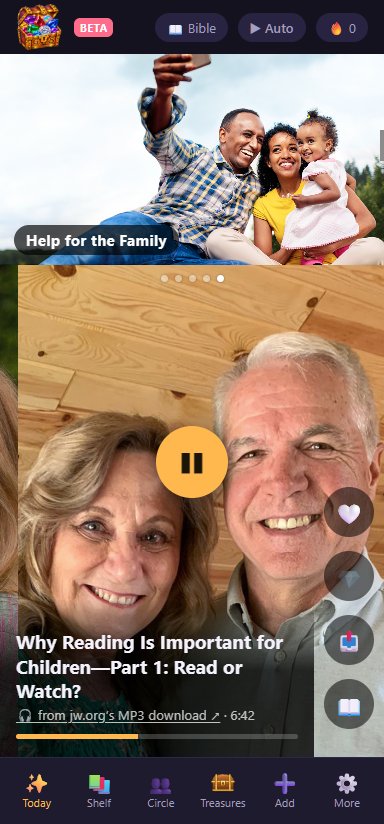 BETA
Bible
Auto
0
Help for the Family
Why Reading Is Important for
Children—Part 1: Read or
Watch?
from jw.org's MP3 download ↗ · 6:42
Today
Shelf
Circle
Treasures
Add
More